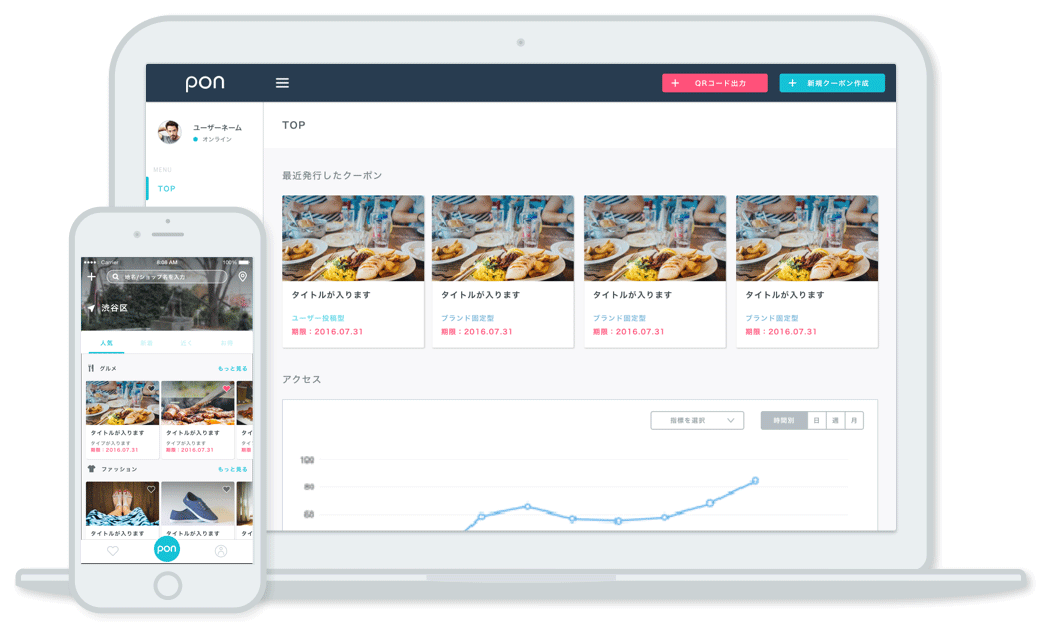 pon
QRコード出力
新規クーポン作成
ユーザーネーム
オンライン
MENU
TOP
TOP
最近発行したクーポン
タイトルが入ります
ユーザー投稿型
期限：2016.07.31
タイトルが入ります
ブランド固定型
期限：2016.07.31
タイトルが入ります
ブランド固定型
期限：2016.07.31
タイトルが入ります
ブランド固定型
期限：2016.07.31
アクセス
指標を選択
時間別
日
週
月
100
80
60
Carrier
100%
地名/ショップ名を入力
渋谷区
人気
新着
近く
お得
グルメ
もっと見る
タイトルが入ります
タイプが入ります
期限：2016.07.31
タイトルが入ります
タイプが入ります
期限：2016.07.31
ファッション
もっと見る
タイトルが入ります
タイトルが入ります
pon